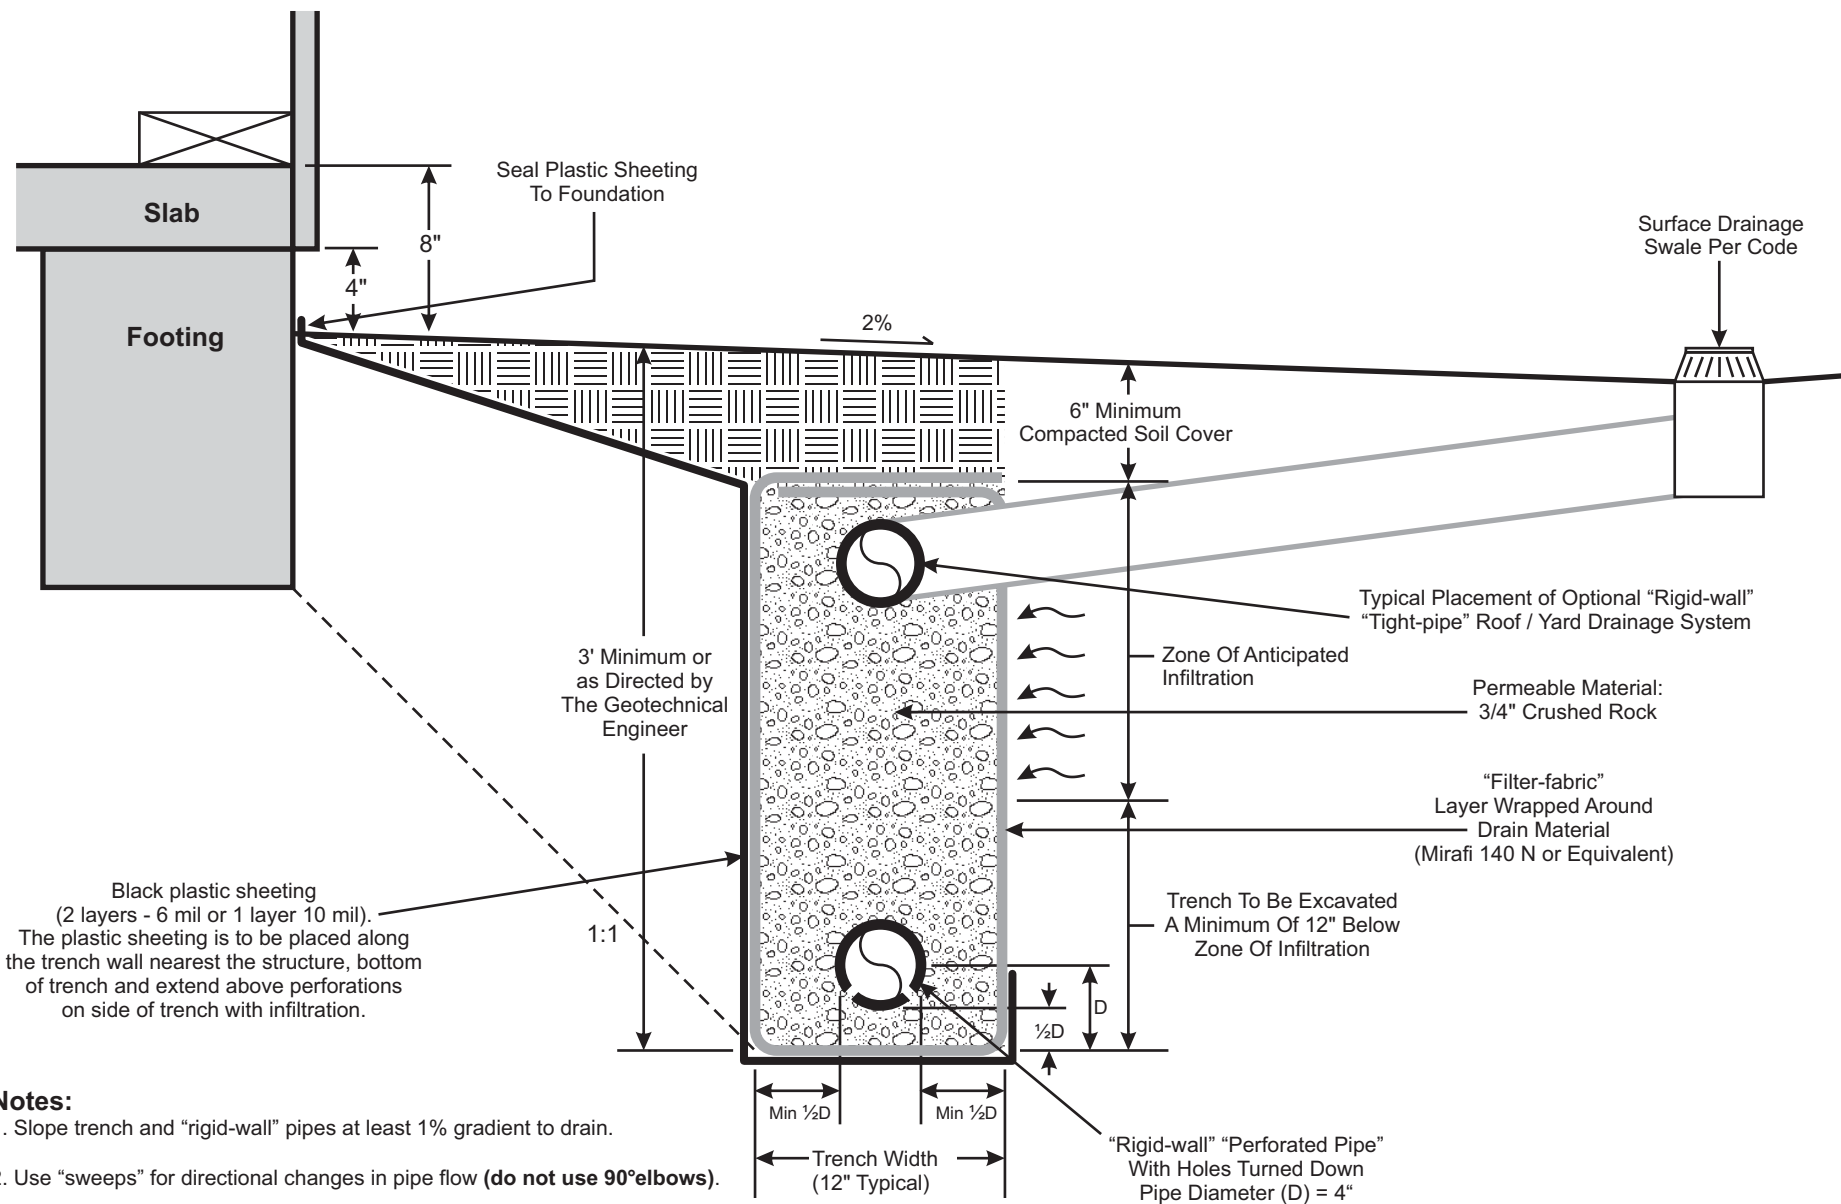 Slab
Footing
8"
4"
Seal Plastic Sheeting
To Foundation
2%
Surface Drainage
Swale Per Code
6" Minimum
Compacted Soil Cover
Typical Placement of Optional “Rigid-wall”
“Tight-pipe” Roof / Yard Drainage System
Zone Of Anticipated
Infiltration
3' Minimum or
as Directed by
The Geotechnical
Engineer
Permeable Material:
3/4" Crushed Rock
“Filter-fabric”
Layer Wrapped Around
Drain Material
(Mirafi 140 N or Equivalent)
Black plastic sheeting
(2 layers - 6 mil or 1 layer 10 mil).
The plastic sheeting is to be placed along
the trench wall nearest the structure, bottom
of trench and extend above perforations
on side of trench with infiltration.
1:1
Trench To Be Excavated
A Minimum Of 12" Below
Zone Of Infiltration
D
½D
Min ½D
Min ½D
Trench Width
(12" Typical)
“Rigid-wall” “Perforated Pipe”
With Holes Turned Down
Pipe Diameter (D) = 4“
Notes:
. Slope trench and “rigid-wall” pipes at least 1% gradient to drain.
2. Use “sweeps” for directional changes in pipe flow (do not use 90°elbows).